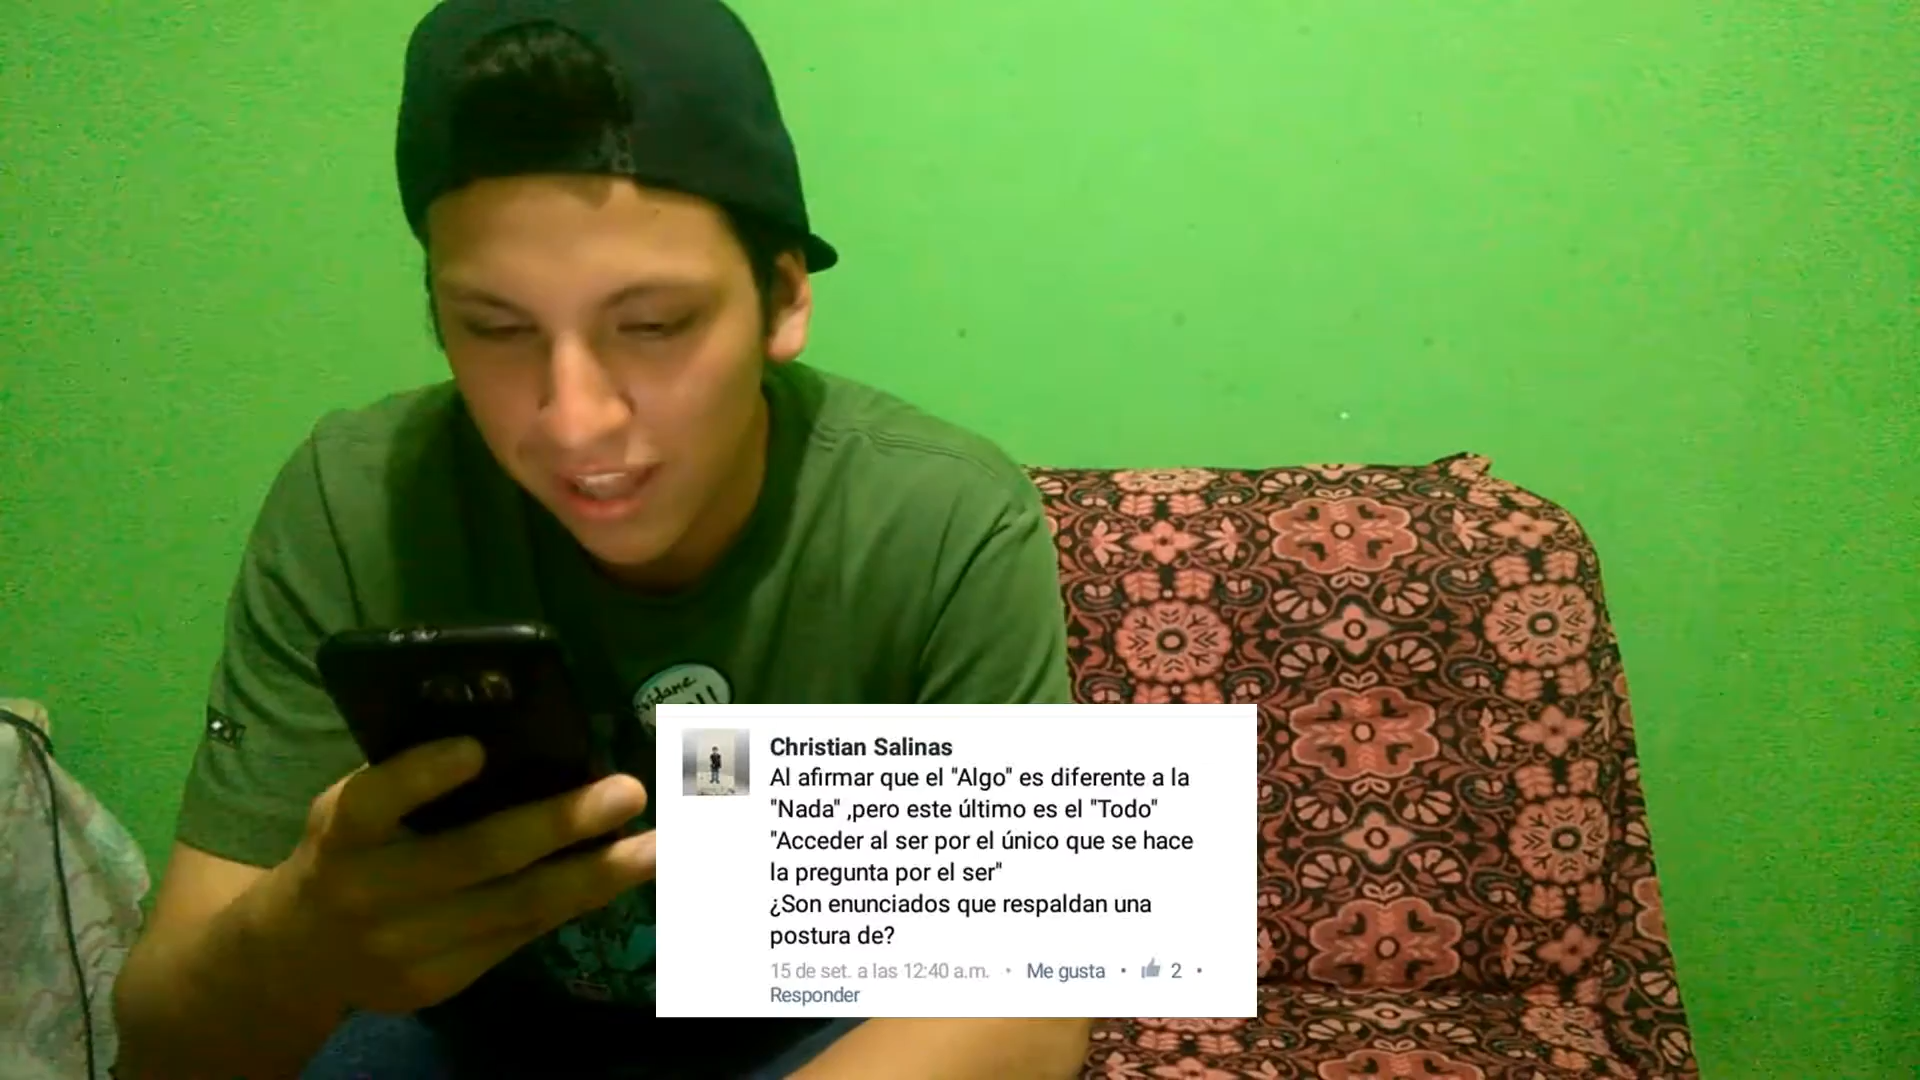 Christian Salinas
Al afirmar que el "Algo" es diferente a la
"Nada" ,pero este último es el "Todo"
"Acceder al ser por el único que se hace
la pregunta por el ser"
¿Son enunciados que respaldan una
postura de?
15 de set. a las 12:40 a.m. • Me gusta • 2 •
Responder